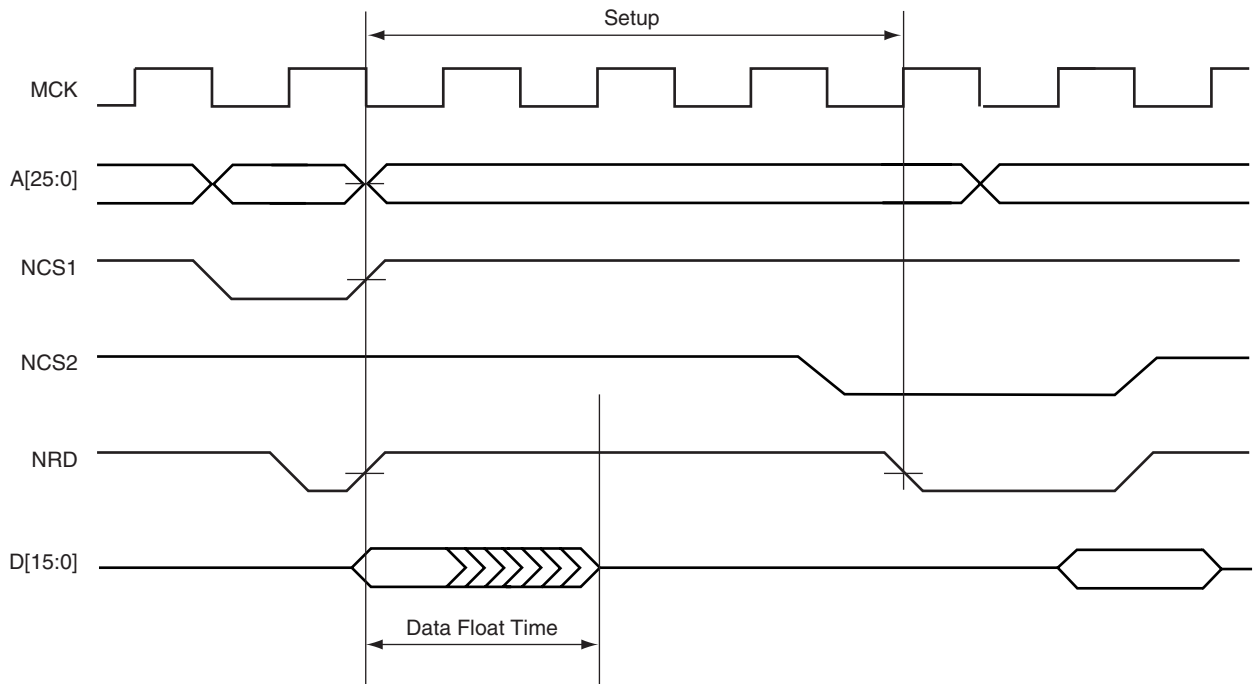 Setup
MCK
A[25:0]
NCS1
NCS2
NRD
D[15:0]
Data Float Time